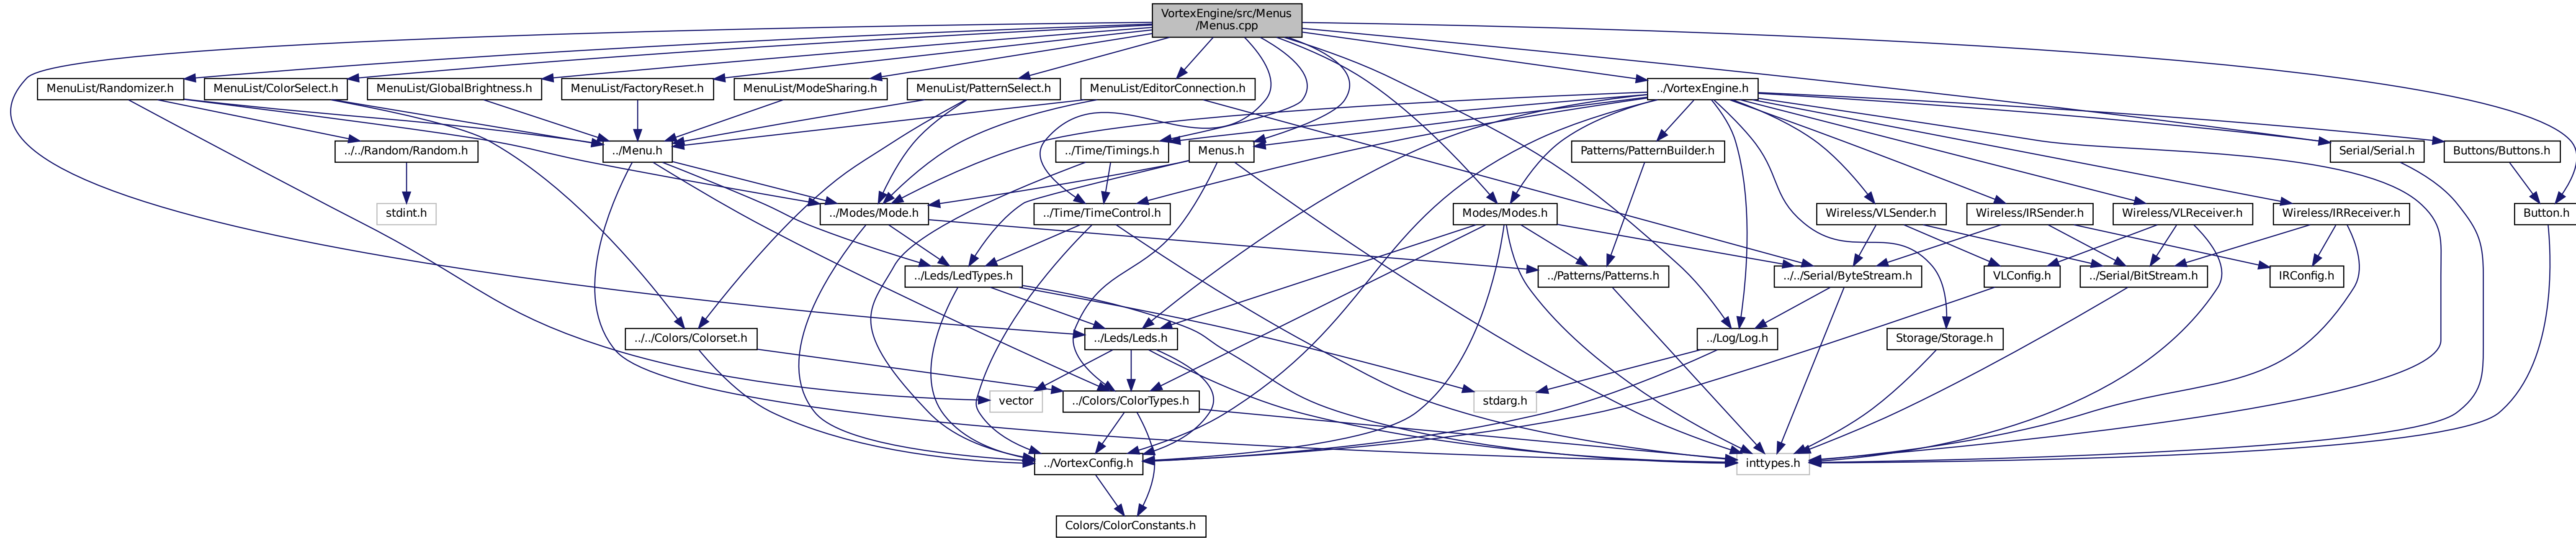 VortexEngine/src/Menus
/Menus.cpp
MenuList/Randomizer.h
MenuList/ColorSelect.h
MenuList/GlobalBrightness.h
MenuList/FactoryReset.h
MenuList/ModeSharing.h
MenuList/PatternSelect.h
MenuList/EditorConnection.h
../VortexEngine.h
../../Random/Random.h
../Menu.h
../Time/Timings.h
Menus.h
Patterns/PatternBuilder.h
Serial/Serial.h
Buttons/Buttons.h
stdint.h
../Modes/Mode.h
../Time/TimeControl.h
Modes/Modes.h
Wireless/VLSender.h
Wireless/IRSender.h
Wireless/VLReceiver.h
Wireless/IRReceiver.h
Button.h
../Leds/LedTypes.h
../Patterns/Patterns.h
../../Serial/ByteStream.h
VLConfig.h
../Serial/BitStream.h
IRConfig.h
../../Colors/Colorset.h
../Leds/Leds.h
../Log/Log.h
Storage/Storage.h
vector
../Colors/ColorTypes.h
stdarg.h
../VortexConfig.h
inttypes.h
Colors/ColorConstants.h